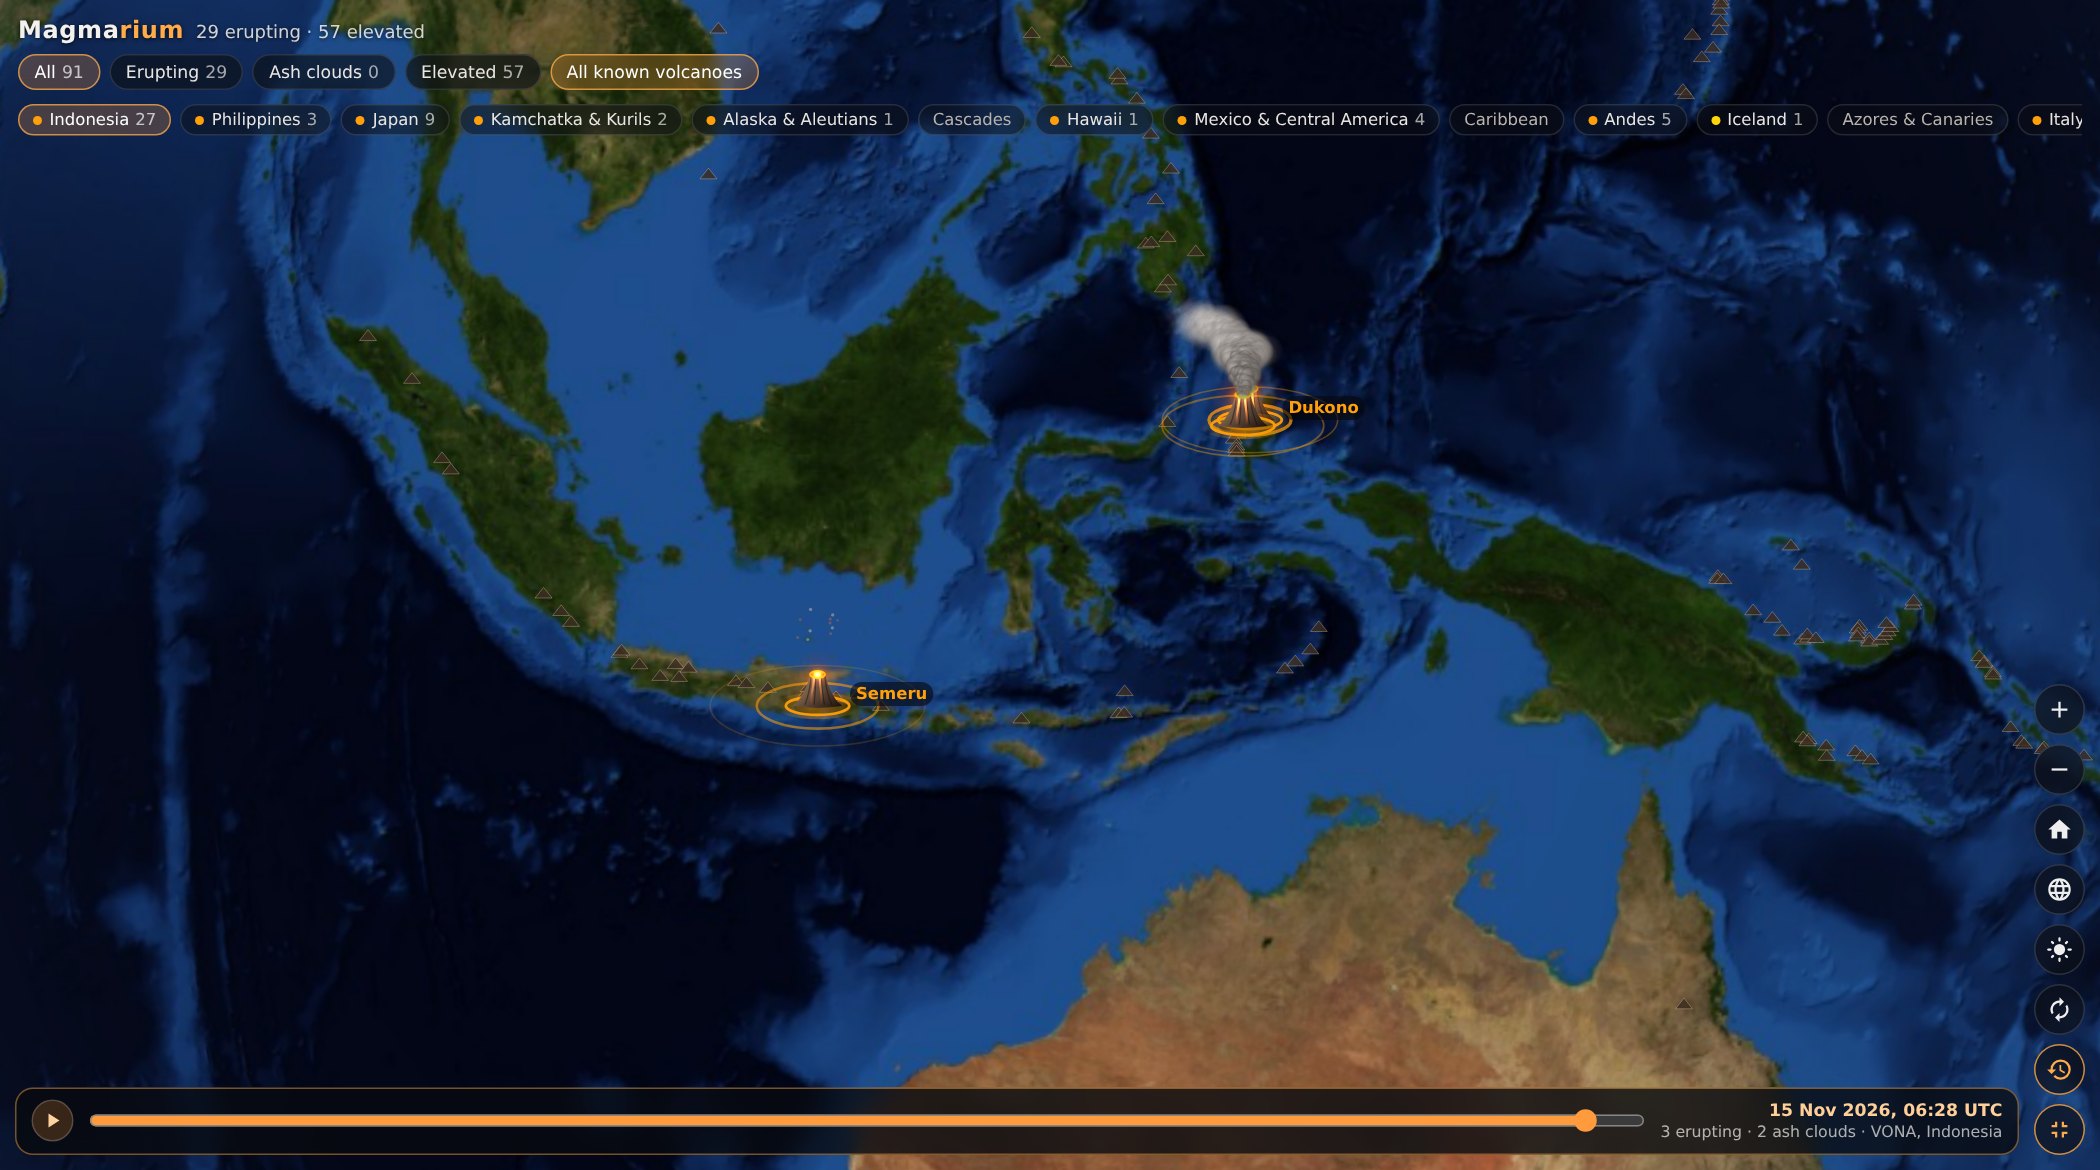 Magmarium 29 erupting · 57 elevated
All 91 Erupting 29 Ash clouds 0 Elevated 57 All known volcanoes
Indonesia 27 Philippines 3 Japan 9 Kamchatka & Kurils 2 Alaska & Aleutians 1 Cascades Hawaii 1 Mexico & Central America 4 Caribbean Andes 5 Iceland 1 Azores & Canaries Italy
Dukono
Semeru
15 Nov 2026, 06:28 UTC
3 erupting · 2 ash clouds · VONA, Indonesia